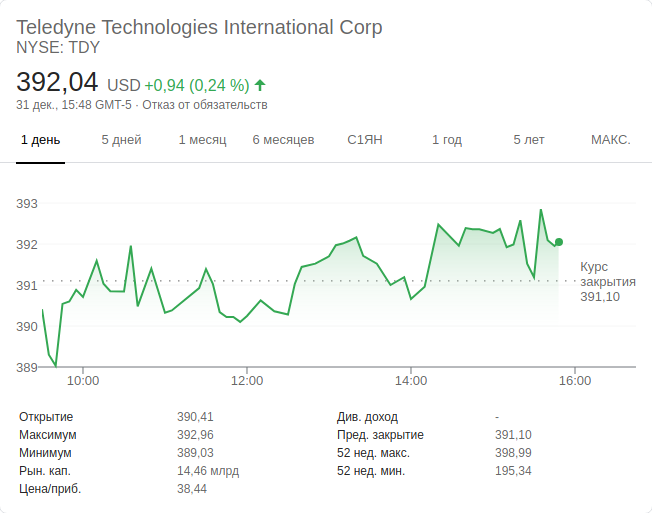 Teledyne Technologies International Corp
NYSE: TDY
392,04 USD +0,94 (0,24 %)
31 дек., 15:48 GMT-5 · Отказ от обязательств
1 день 5 дней 1 месяц 6 месяцев С1ЯН 1 год 5 лет МАКС.
393
392
391
390
389
Курс
закрытия
391,10
10:00 12:00 14:00 16:00
Открытие 390,41 Див. доход -
Максимум 392,96 Пред. закрытие 391,10
Минимум 389,03 52 нед. макс. 398,99
Рын. кап. 14,46 млрд 52 нед. мин. 195,34
Цена/приб. 38,44